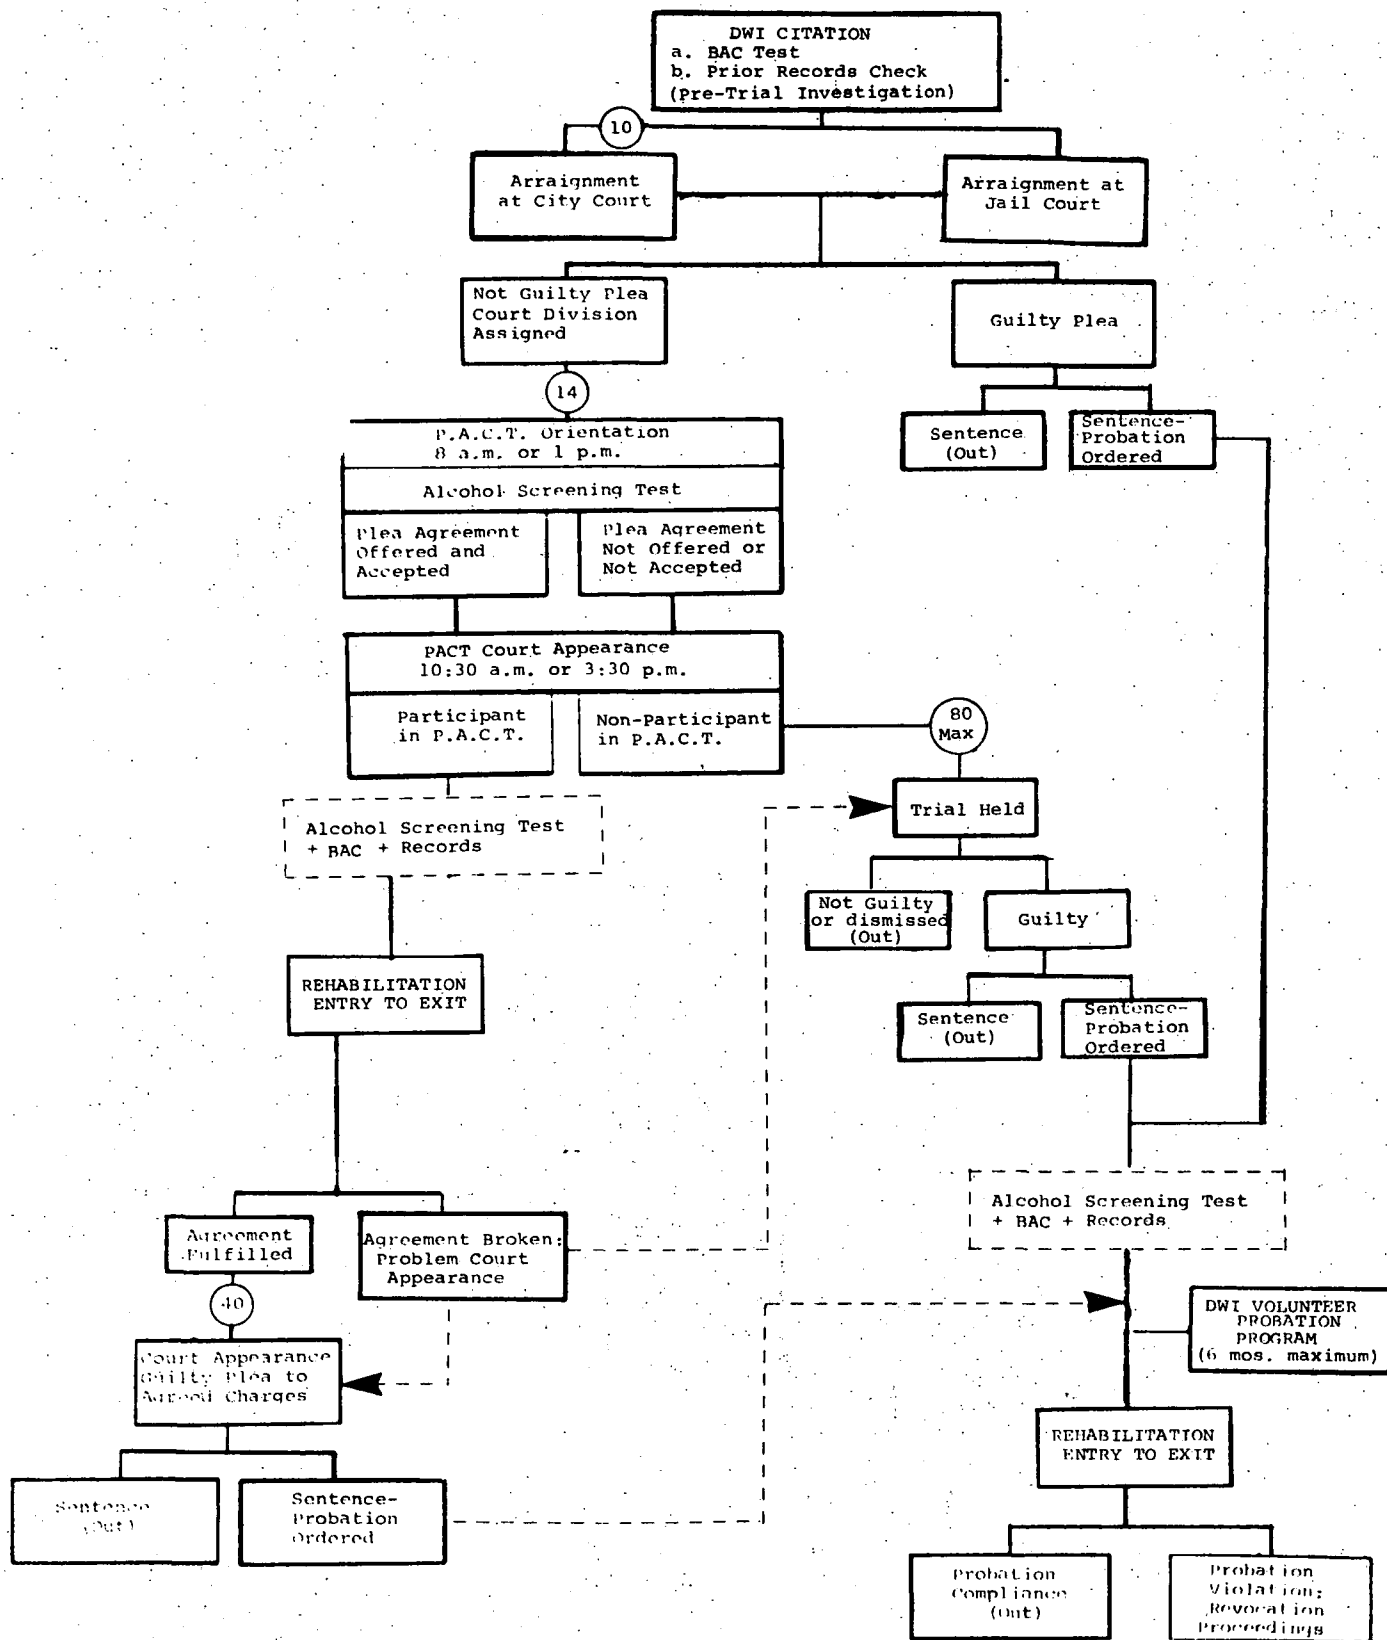 DWI CITATION
a. BAC Test
b. Prior Records Check
(Pre-Trial Investigation)
10
Arraignment
at City Court
Arraignment at
Jail Court
Not Guilty Plea
Court Division
Assigned
Guilty Plea
14
Sentence
(Out)
Sentence-
Probation
Ordered
P.A.C.T. Orientation
8 a.m. or 1 p.m.
Alcohol Screening Test
Plea Agreement
Offered and
Accepted
Plea Agreement
Not Offered or
Not Accepted
PACT Court Appearance
10:30 a.m. or 3:30 p.m.
Participant
in P.A.C.T.
Non-Participant
in P.A.C.T.
80
Max
Trial Held
Alcohol Screening Test
+ BAC + Records
Not Guilty
or dismissed
(Out)
Guilty
REHABILITATION
ENTRY TO EXIT
Sentence
(Out)
Sentence-
Probation
Ordered
Alcohol Screening Test
+ BAC + Records
Agreement
Fulfilled
Agreement Broken:
Problem Court
Appearance
40
DWI VOLUNTEER
PROBATION
PROGRAM
(6 mos. maximum)
Court Appearance
Guilty Plea to
Agreed Charges
REHABILITATION
ENTRY TO EXIT
Sentence
(Out)
Sentence-
Probation
Ordered
Probation
Compliance
(Out)
Probation
Violation:
Revocation
Proceedings